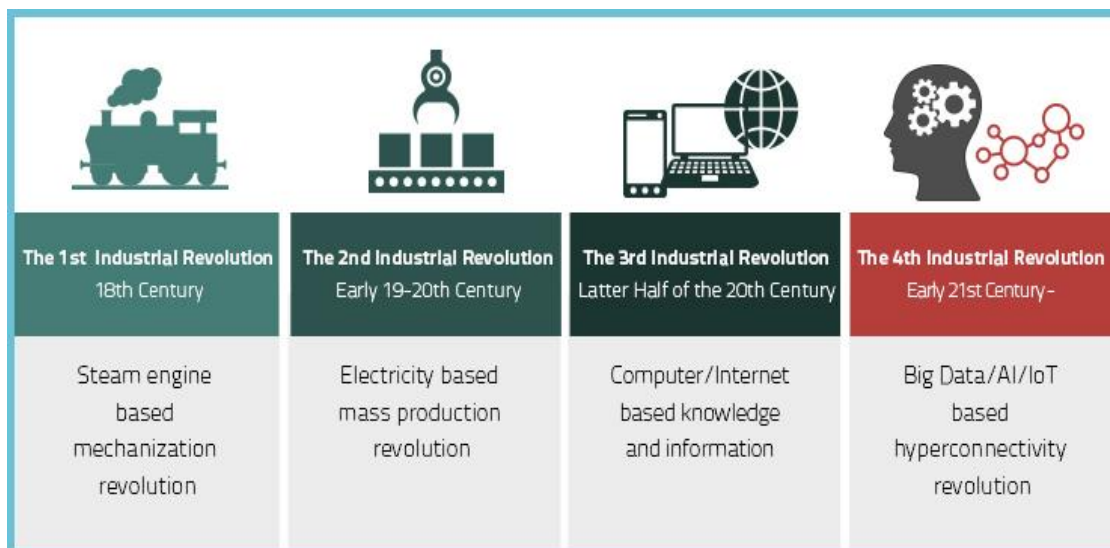 The 1st Industrial Revolution
18th Century
Steam engine
based
mechanization
revolution
The 2nd Industrial Revolution
Early 19-20th Century
Electricity based
mass production
revolution
The 3rd Industrial Revolution
Latter Half of the 20th Century
Computer/Internet
based knowledge
and information
The 4th Industrial Revolution
Early 21st Century-
Big Data/AI/IoT
based
hyperconnectivity
revolution